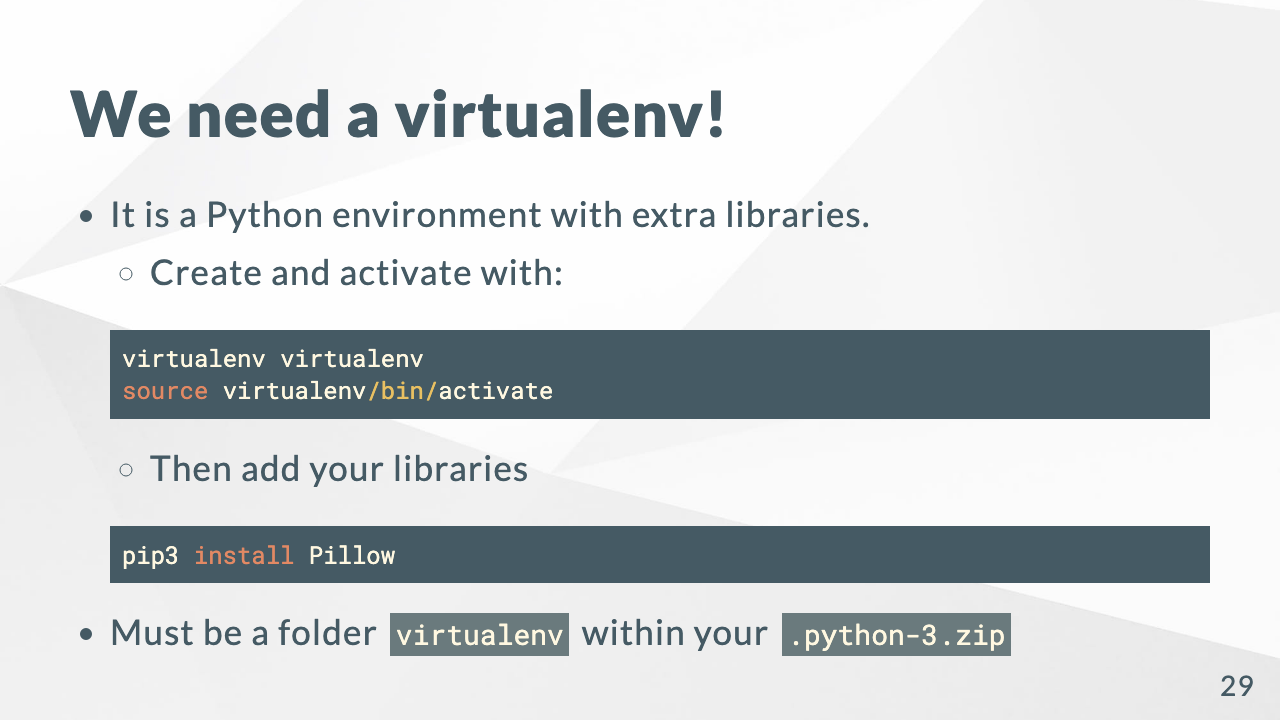 We need a virtualenv!
It is a Python environment with extra libraries.
Create and activate with:
virtualenv virtualenv
source virtualenv/bin/activate
Then add your libraries
pip3 install Pillow
Must be a folder virtualenv within your .python-3.zip
29